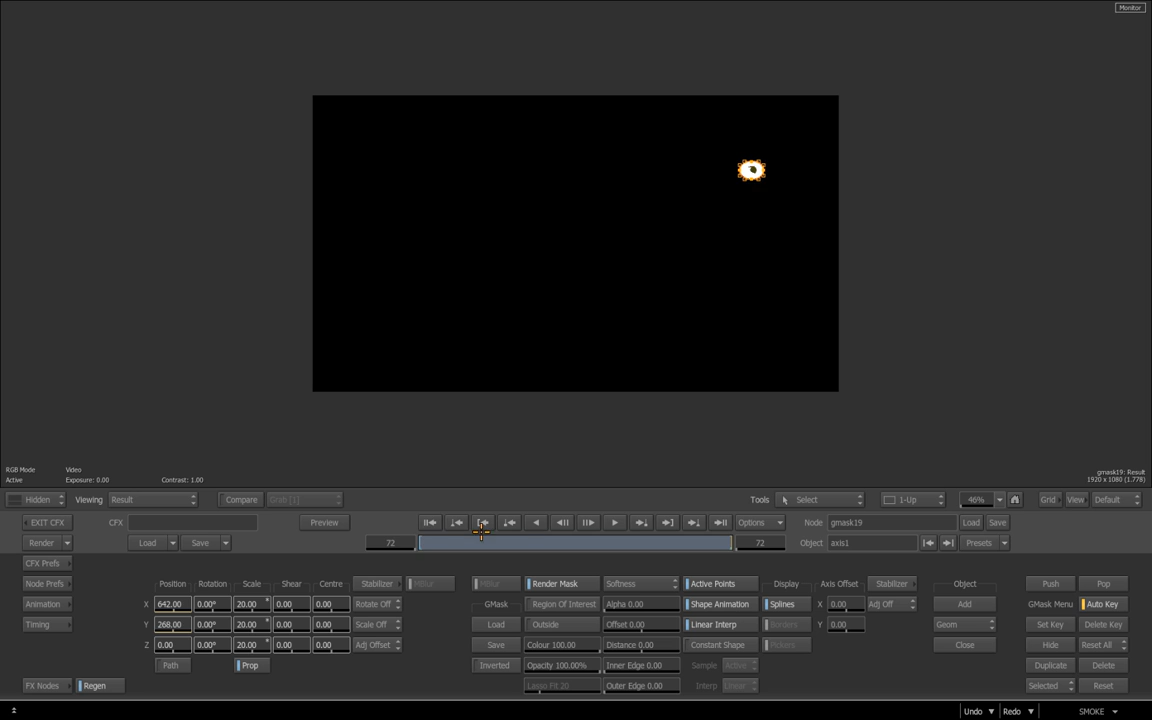 Monitor
RGB Mode Video
Active Exposure: 0.00 Contrast: 1.00
gmask19: Result
1920 x 1080 (1.778)
Hidden Viewing Result Compare Grab [1] Tools Select 1-Up 46% Grid View Default
EXIT CFX CFX Preview Options Node gmask19 Load Save
Render Load Save 72 72 Object axis1 Presets
CFX Prefs
Node Prefs Position Rotation Scale Shear Centre Stabilizer MBlur MBlur Render Mask Softness Active Points Display Axis Offset Stabilizer Object Push Pop
Animation X 642.00 0.00° 20.00 0.00 0.00 Rotate Off GMask Region Of Interest Alpha 0.00 Shape Animation Splines X 0.00 Adj Off Add GMask Menu Auto Key
Timing Y 268.00 0.00° 20.00 0.00 0.00 Scale Off Load Outside Offset 0.00 Linear Interp Borders Y 0.00 Geom Set Key Delete Key
Z 0.00 0.00° 20.00 0.00 0.00 Adj Offset Save Colour 100.00 Distance 0.00 Constant Shape Pickers Close Hide Reset All
Path Prop Inverted Opacity 100.00% Inner Edge 0.00 Sample Active Duplicate Delete
FX Nodes Regen Lasso Fit 20 Outer Edge 0.00 Interp Linear Selected Reset
Undo Redo SMOKE